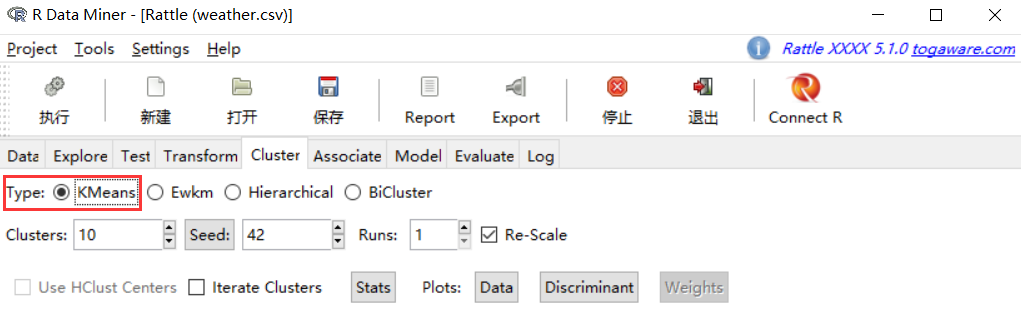 R Data Miner - [Rattle (weather.csv)]
Project Tools Settings Help Rattle XXXX 5.1.0 togaware.com
执行 新建 打开 保存 Report Export 停止 退出 Connect R
Data Explore Test Transform Cluster Associate Model Evaluate Log
Type: KMeans Ewkm Hierarchical BiCluster
Clusters: 10 Seed: 42 Runs: 1 Re-Scale
Use HClust Centers Iterate Clusters Stats Plots: Data Discriminant Weights